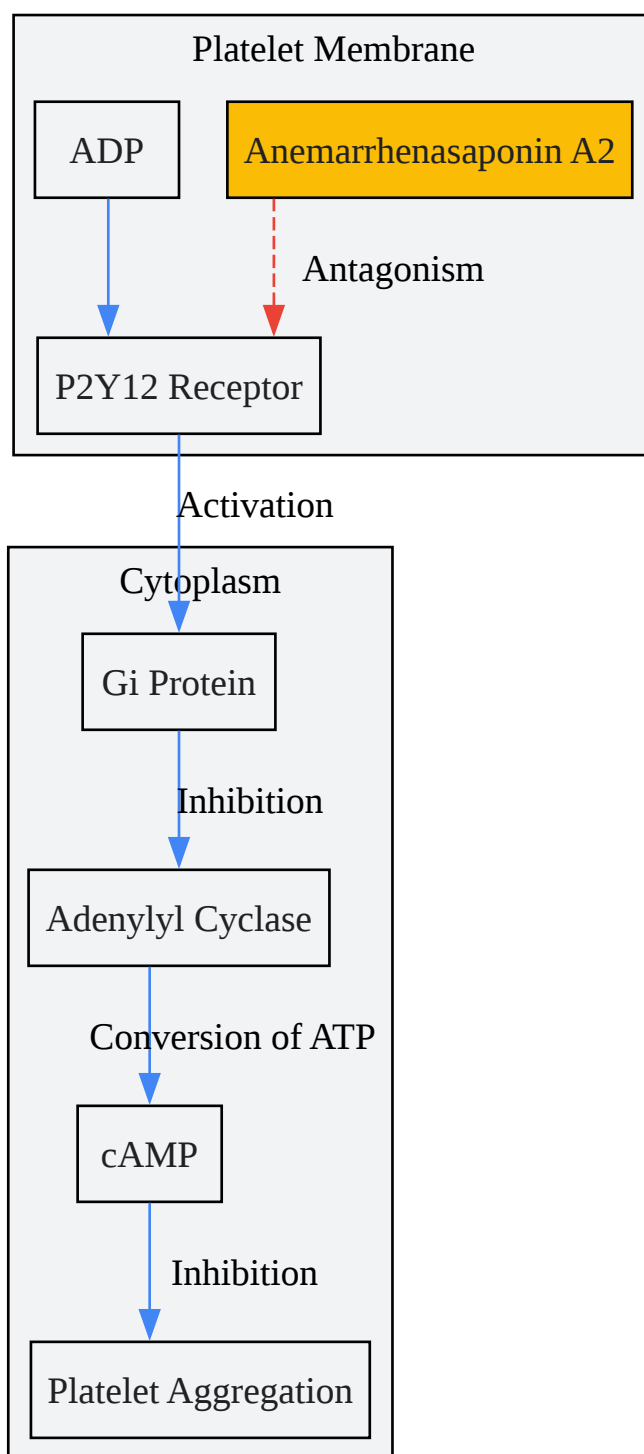 Platelet Membrane
ADP
Anemarrhenasaponin A2
Antagonism
P2Y12 Receptor
Activation
Cytoplasm
Gi Protein
Inhibition
Adenylyl Cyclase
Conversion of ATP
cAMP
Inhibition
Platelet Aggregation